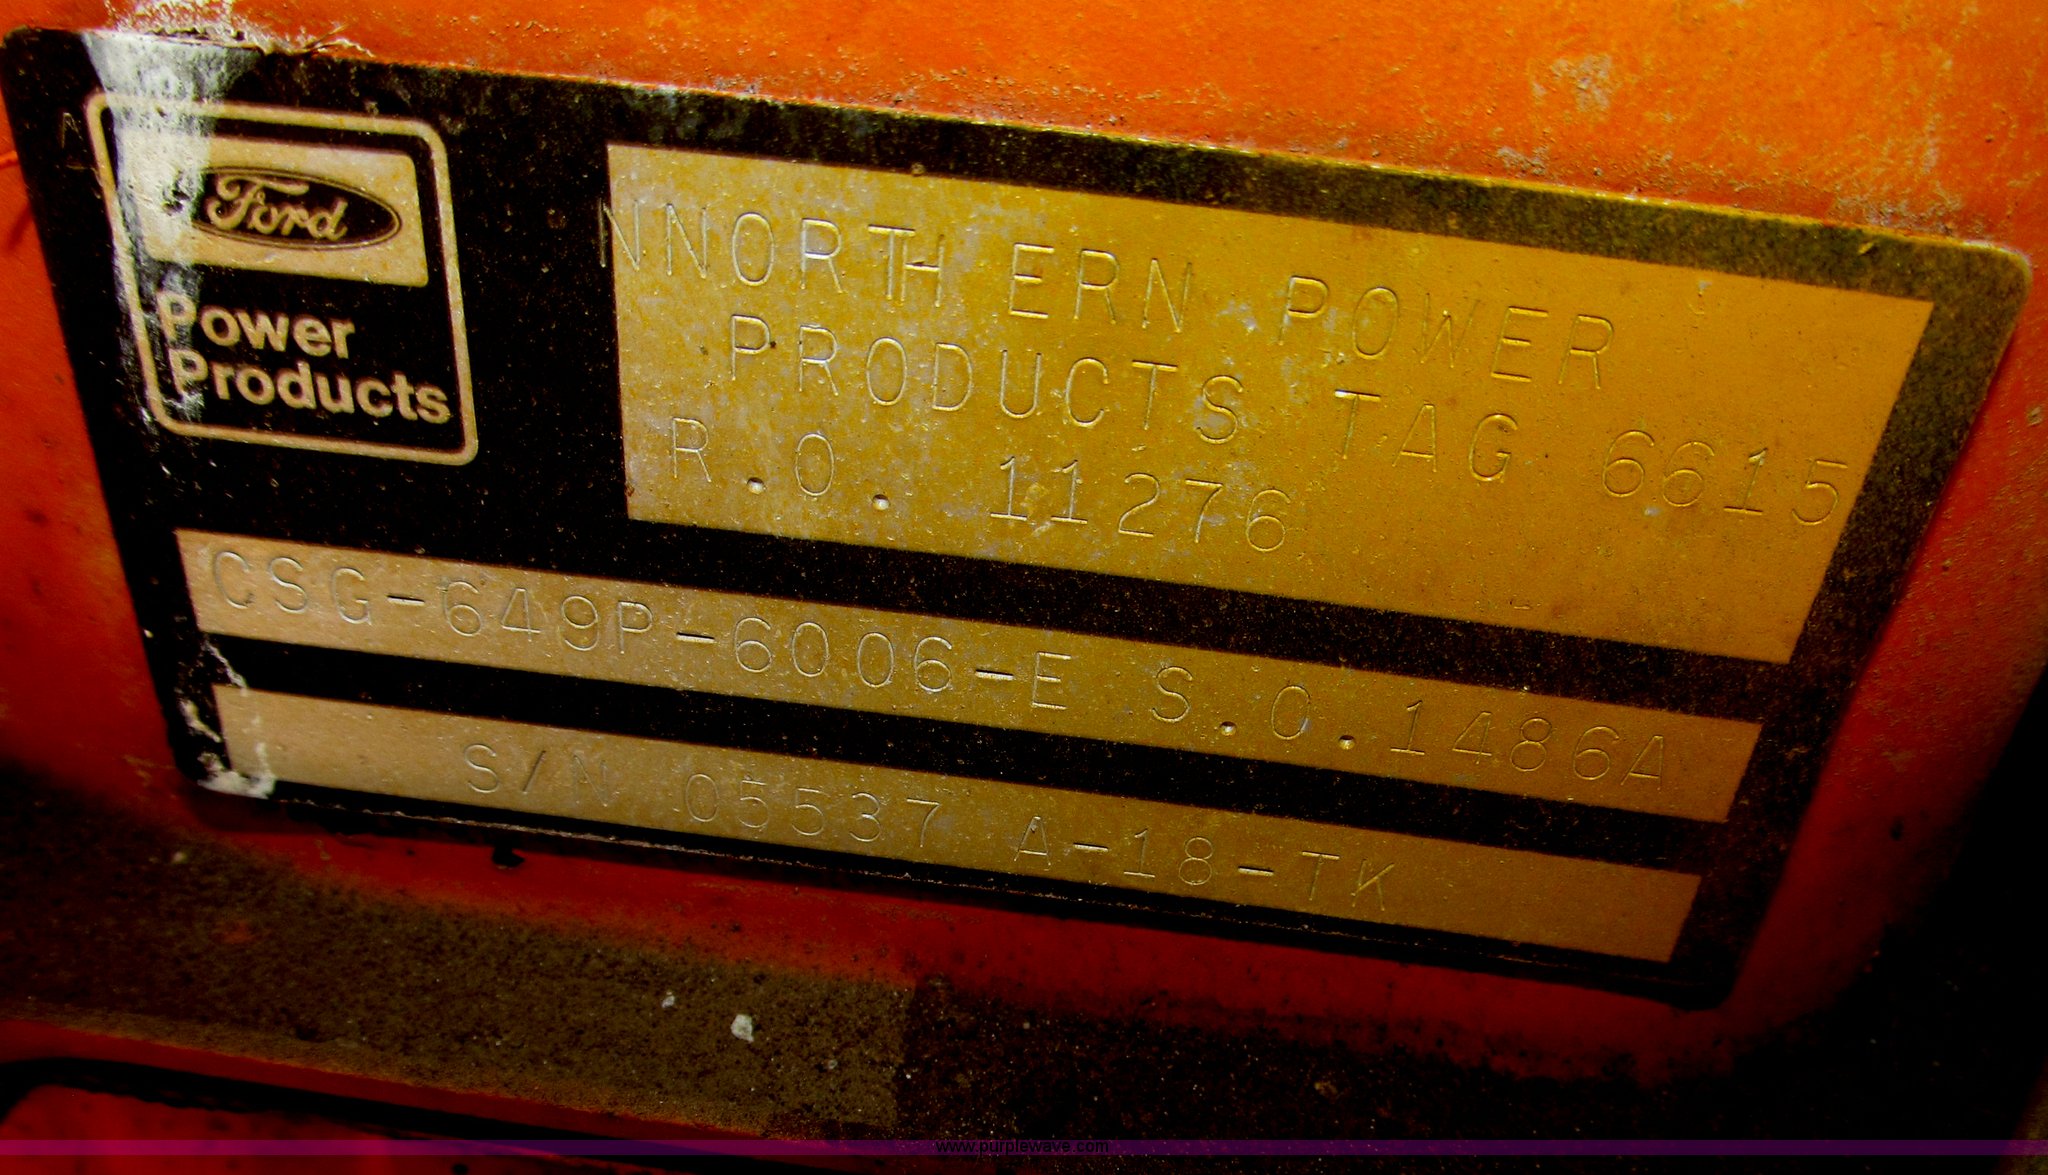 Ford
Power
Products
NNORTH ERN POWER
PRODUCTS TAG 6615
R.O. 11276
CSG-649P-6006-E S.O.1486A
S/N 05537 A-18-TK
www.purplewave.com